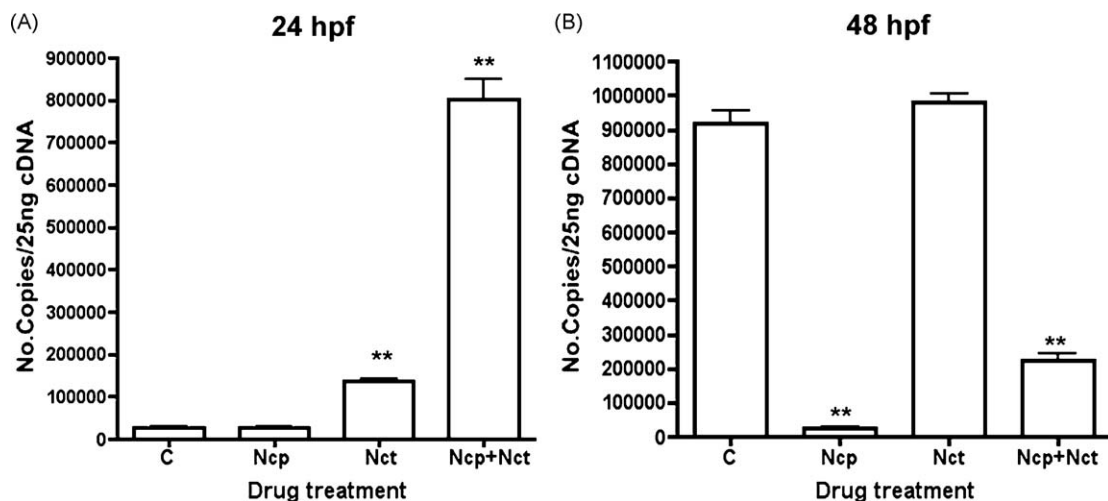 (A)
24 hpf
No.Copies/25ng cDNA
900000
800000
700000
600000
500000
400000
300000
200000
100000
0
**
**
C Ncp Nct Ncp+Nct
Drug treatment
(B)
48 hpf
No.Copies/25ng cDNA
1100000
1000000
900000
800000
700000
600000
500000
400000
300000
200000
100000
0
**
**
C Ncp Nct Ncp+Nct
Drug treatment